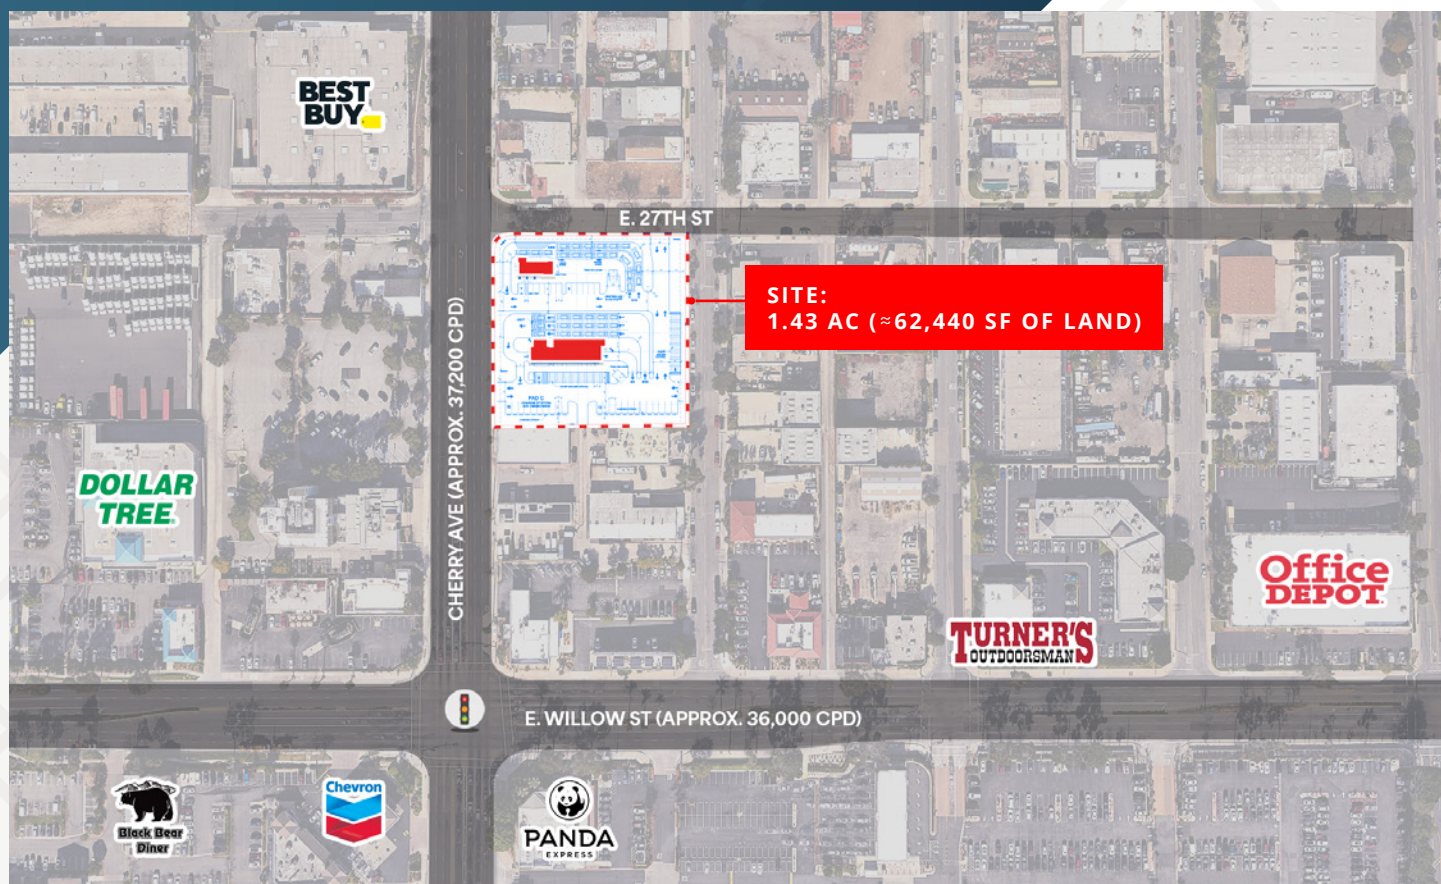 BEST
BUY
E. 27TH ST
SITE:
1.43 AC (≈62,440 SF OF LAND)
CHERRY AVE (APPROX. 37,200 CPD)
PAD C
DOLLAR
TREE
Office
DEPOT
TURNER'S
OUTDOORSMAN
E. WILLOW ST (APPROX. 36,000 CPD)
Black Bear
Diner
Chevron
PANDA
EXPRESS